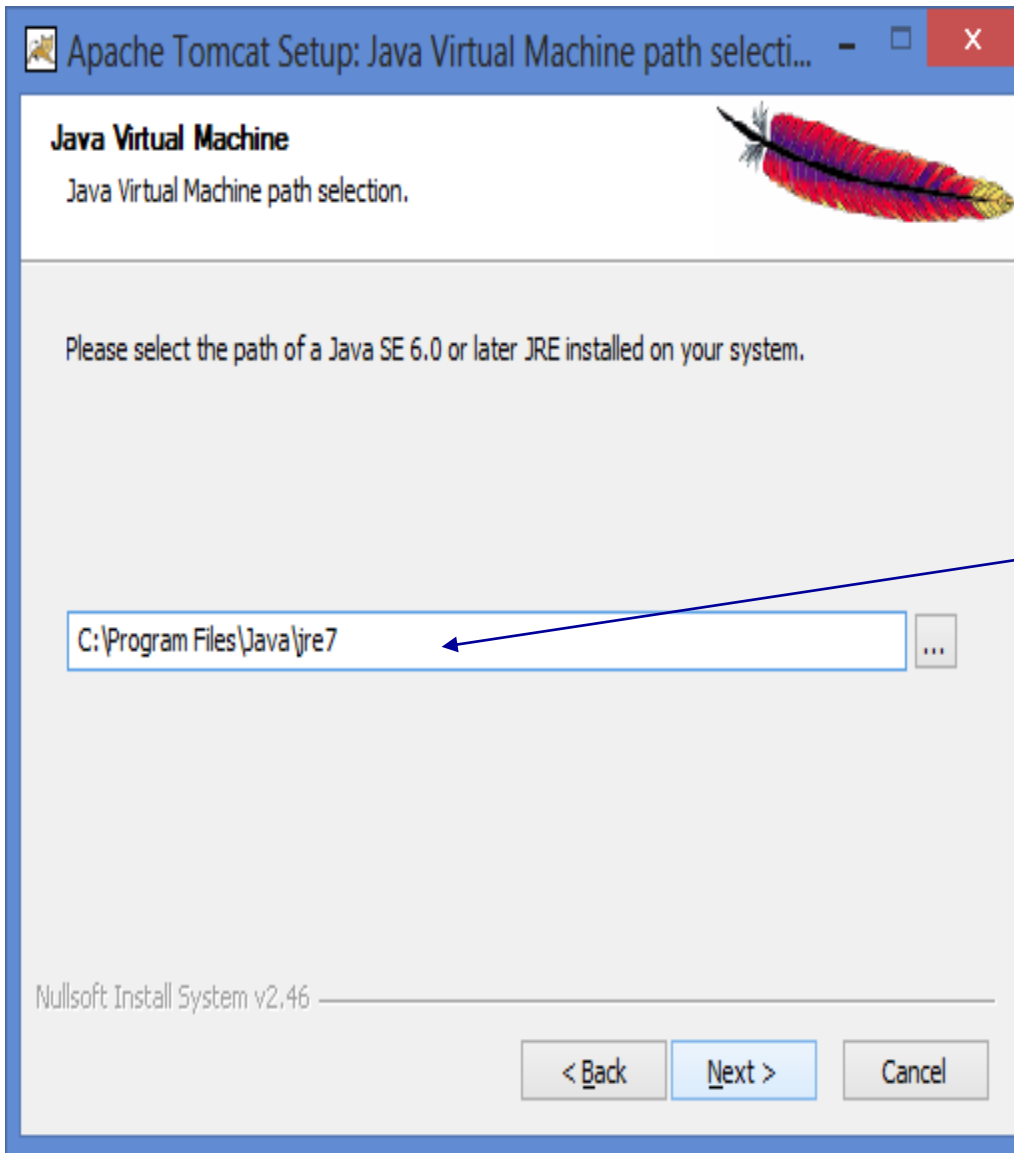 Apache Tomcat Setup: Java Virtual Machine path selecti...
Java Virtual Machine
Java Virtual Machine path selection.
Please select the path of a Java SE 6.0 or later JRE installed on your system.
C:\Program Files\Java\jre7
...
Nullsoft Install System v2.46
< Back
Next >
Cancel